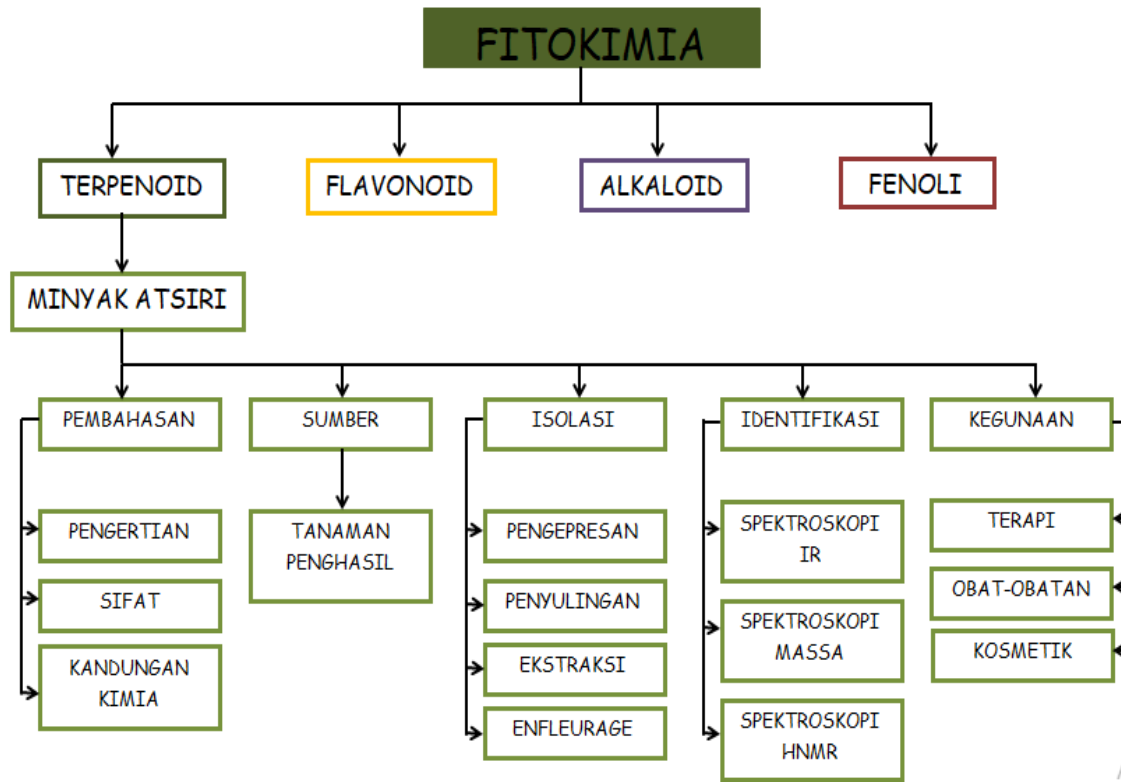 FITOKIMIA
TERPENOID
FLAVONOID
ALKALOID
FENOLI
MINYAK ATSIRI
PEMBAHASAN
SUMBER
ISOLASI
IDENTIFIKASI
KEGUNAAN
PENGERTIAN
SIFAT
KANDUNGAN
KIMIA
TANAMAN
PENGHASIL
PENGEPRESAN
PENYULINGAN
EKSTRAKSI
ENFLEURAGE
SPEKTROSKOPI
IR
SPEKTROSKOPI
MASSA
SPEKTROSKOPI
HNMR
TERAPI
OBAT-OBATAN
KOSMETIK